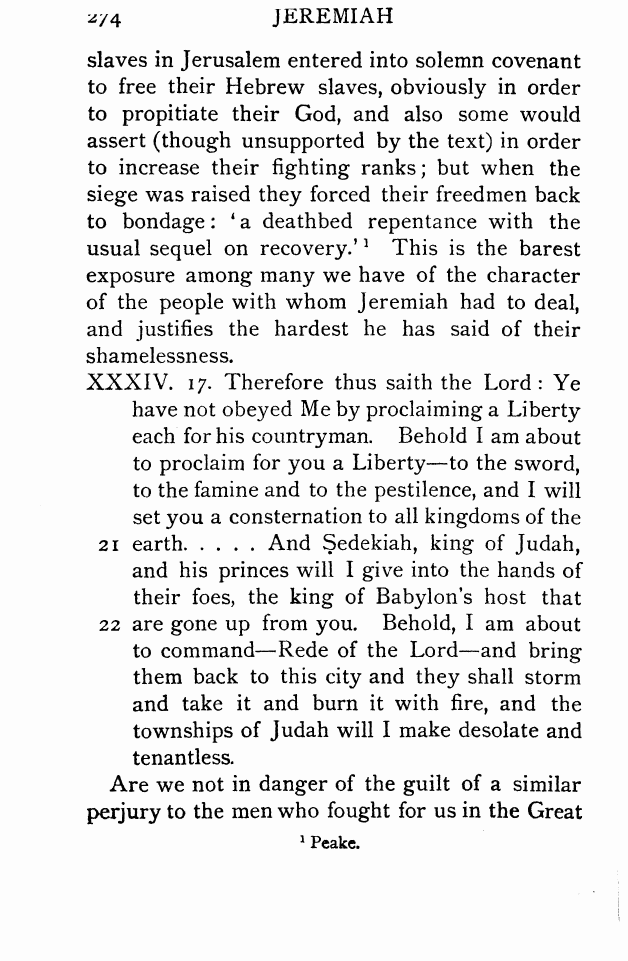 274 JEREMIAH
slaves in Jerusalem entered into solemn covenant
to free their Hebrew slaves, obviously in order
to propitiate their God, and also some would
assert (though unsupported by the text) in order
to increase their fighting ranks; but when the
siege was raised they forced their freedmen back
to bondage: ‘a deathbed repentance with the
usual sequel on recovery.’ ¹ This is the barest
exposure among many we have of the character
of the people with whom Jeremiah had to deal,
and justifies the hardest he has said of their
shamelessness.
XXXIV. 17. Therefore thus saith the Lord: Ye
have not obeyed Me by proclaiming a Liberty
each for his countryman. Behold I am about
to proclaim for you a Liberty—to the sword,
to the famine and to the pestilence, and I will
set you a consternation to all kingdoms of the
21 earth. . . . . And Ṣedekiah, king of Judah,
and his princes will I give into the hands of
their foes, the king of Babylon's host that
22 are gone up from you. Behold, I am about
to command—Rede of the Lord—and bring
them back to this city and they shall storm
and take it and burn it with fire, and the
townships of Judah will I make desolate and
tenantless.
Are we not in danger of the guilt of a similar
perjury to the men who fought for us in the Great
¹ Peake.